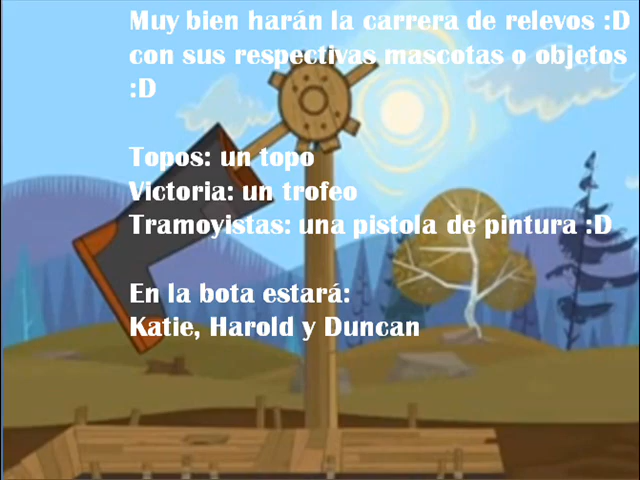 Muy bien harán la carrera de relevos :D
con sus respectivas mascotas o objetos
:D
Topos: un topo
Victoria: un trofeo
Tramoyistas: una pistola de pintura :D
En la bota estará:
Katie, Harold y Duncan